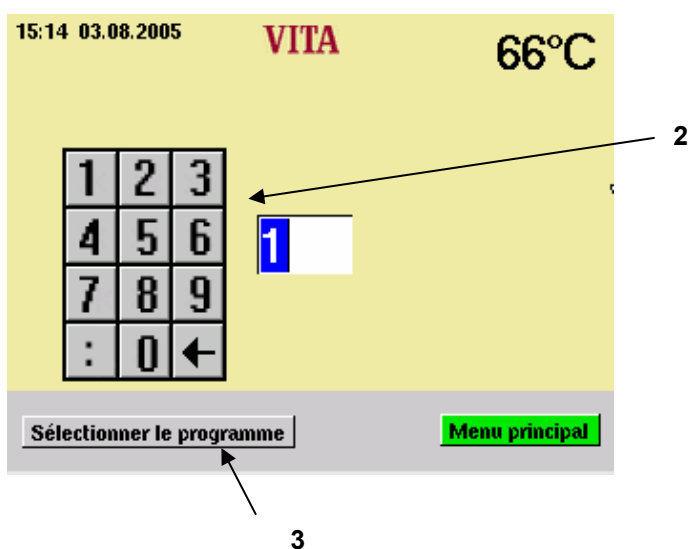 15:14 03.08.2005 VITA 66°C
2
1 2 3
4 5 6
1
7 8 9
: 0 ←
Sélectionner le programme Menu principal
3